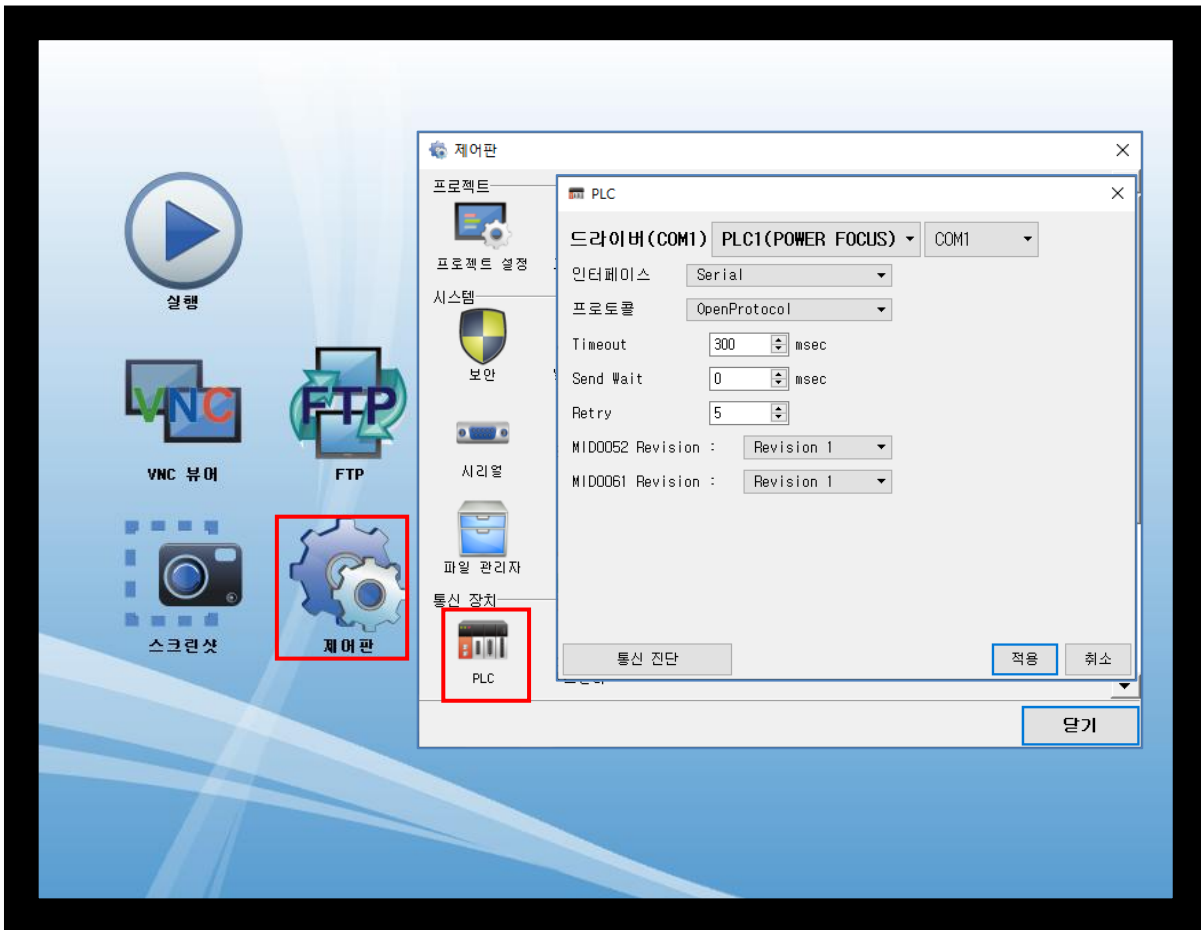 실행
VNC
VNC 뷰어
FTP
FTP
스크린샷
제어판
제어판
프로젝트
프로젝트 설정
시스템
보안
시리얼
파일 관리자
통신 장치
PLC
PLC
드라이버(COM1) PLC1(POWER FOCUS) COM1
인터페이스 Serial
프로토콜 OpenProtocol
Timeout 300 msec
Send Wait 0 msec
Retry 5
MID0052 Revision : Revision 1
MID0061 Revision : Revision 1
통신 진단 적용 취소
닫기